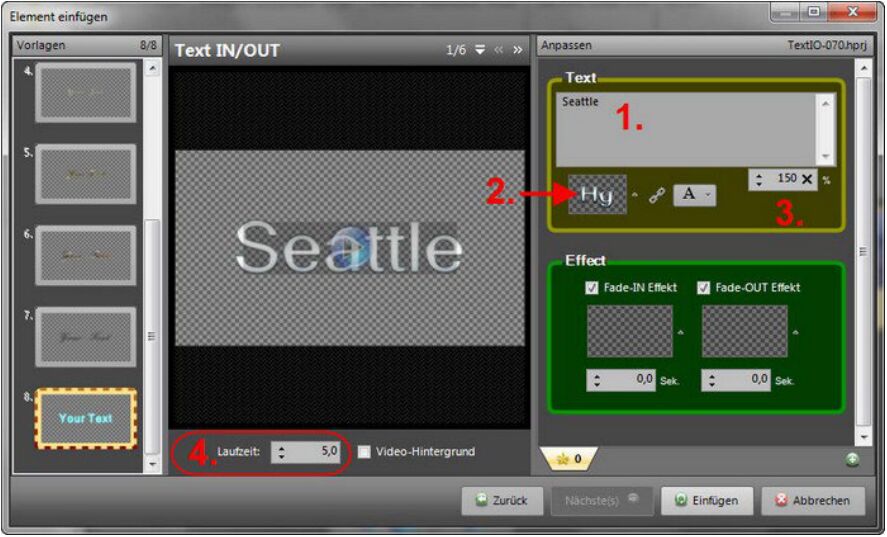 Element einfügen
Vorlagen 8/8
Text IN/OUT 1/6
Anpassen TextIO-070.hprj
4.
5.
6.
7.
8.
Your Text
Seattle
Laufzeit: 5,0 Video-Hintergrund
4.
Text
Seattle
1.
2.
Hy
A
150 %
3.
Effect
Fade-IN Effekt Fade-OUT Effekt
0,0 Sek. 0,0 Sek.
0
Zurück Nächste(s) Einfügen Abbrechen